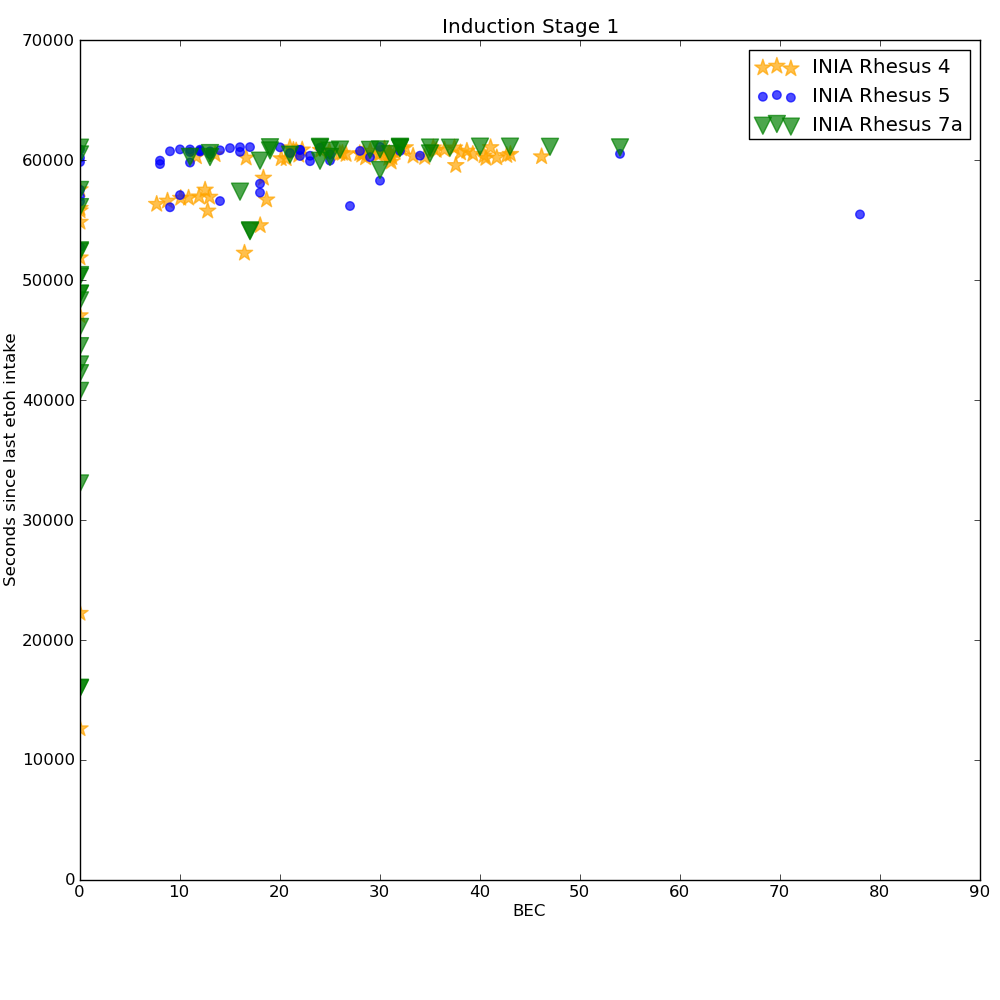 Induction Stage 1
70000
60000
50000
40000
30000
20000
10000
0
Seconds since last etoh intake
INIA Rhesus 4
INIA Rhesus 5
INIA Rhesus 7a
0 10 20 30 40 50 60 70 80 90
BEC